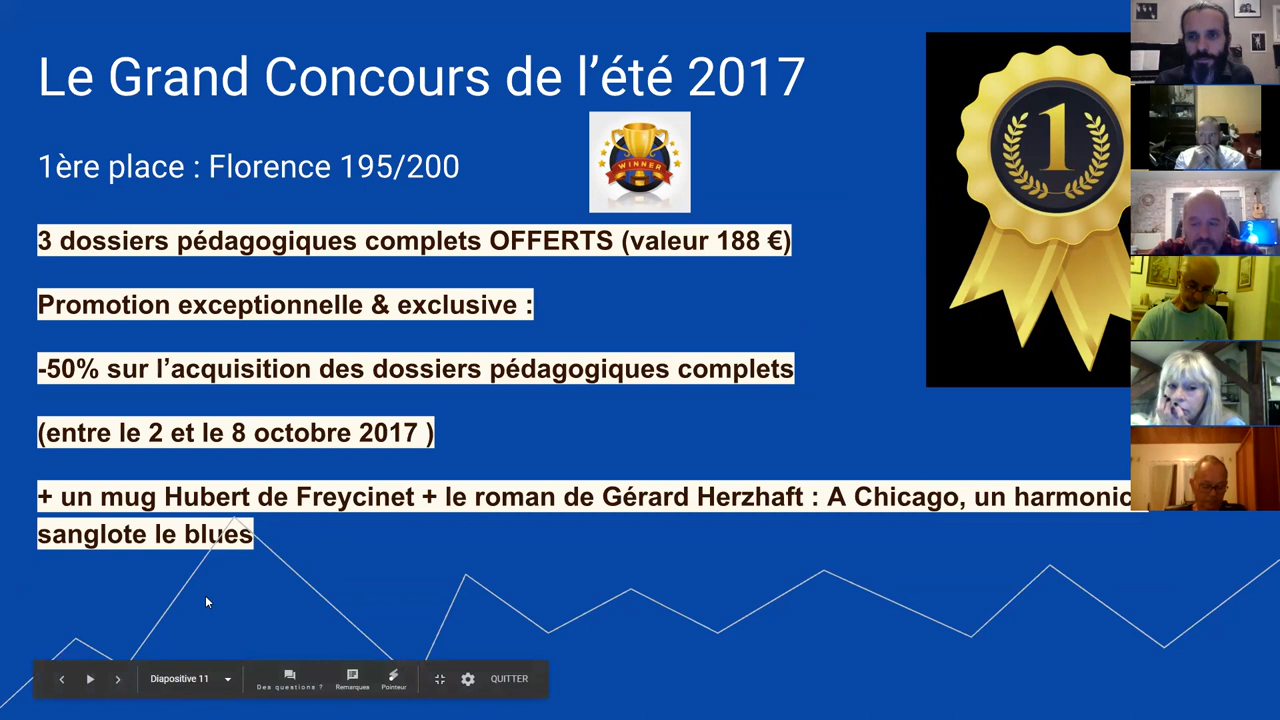 Le Grand Concours de l’été 2017
1ère place : Florence 195/200
WINNER
1
3 dossiers pédagogiques complets OFFERTS (valeur 188 €)
Promotion exceptionnelle & exclusive :
-50% sur l’acquisition des dossiers pédagogiques complets
(entre le 2 et le 8 octobre 2017 )
+ un mug Hubert de Freycinet + le roman de Gérard Herzhaft : A Chicago, un
sanglote le blues
Diapositive 11
Des questions ?
Remarques
Pointeur
QUITTER